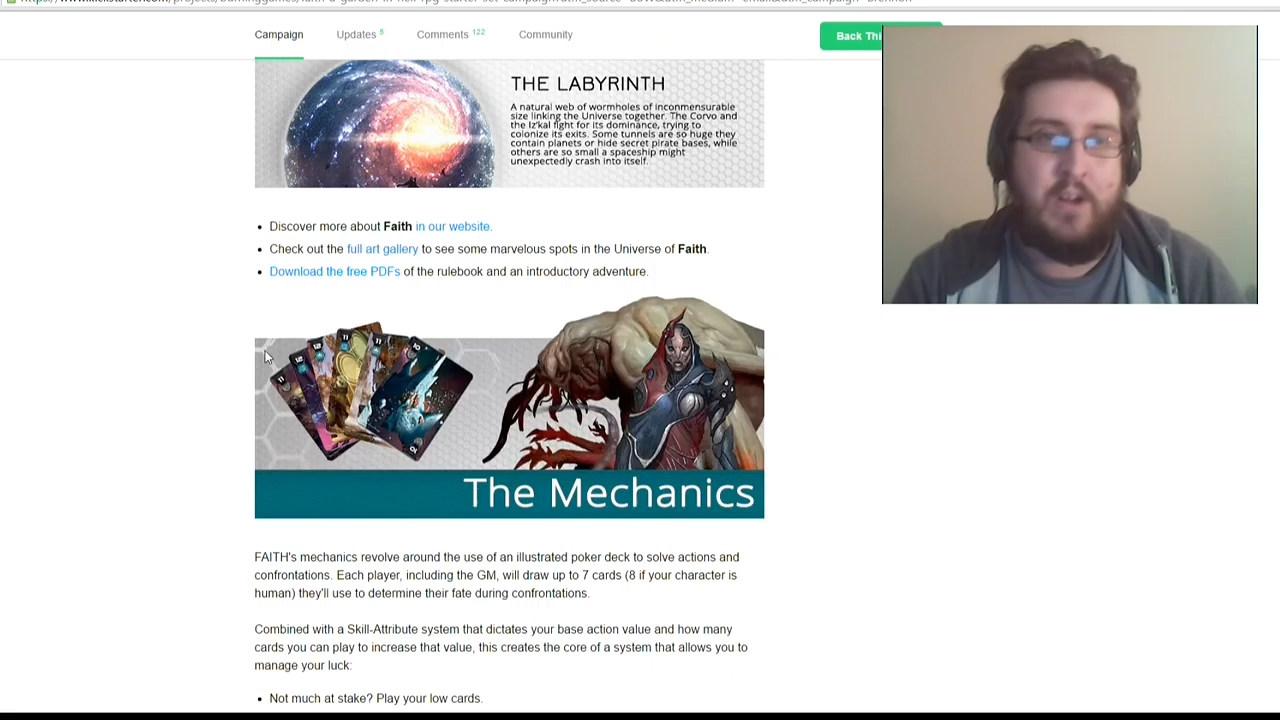 Campaign Updates 5 Comments 122 Community
Back Thi
THE LABYRINTH
A natural web of wormholes of inconmensurable
size linking the Universe together. The Corvo and
the Iz'kal fight for its dominance, trying to
colonize its exits. Some tunnels are so huge they
contain planets or hide secret pirate bases, while
others are so small a spaceship might
unexpectedly crash into itself.
Discover more about Faith in our website.
Check out the full art gallery to see some marvelous spots in the Universe of Faith.
Download the free PDFs of the rulebook and an introductory adventure.
The Mechanics
FAITH's mechanics revolve around the use of an illustrated poker deck to solve actions and
confrontations. Each player, including the GM, will draw up to 7 cards (8 if your character is
human) they'll use to determine their fate during confrontations.
Combined with a Skill-Attribute system that dictates your base action value and how many
cards you can play to increase that value, this creates the core of a system that allows you to
manage your luck:
Not much at stake? Play your low cards.